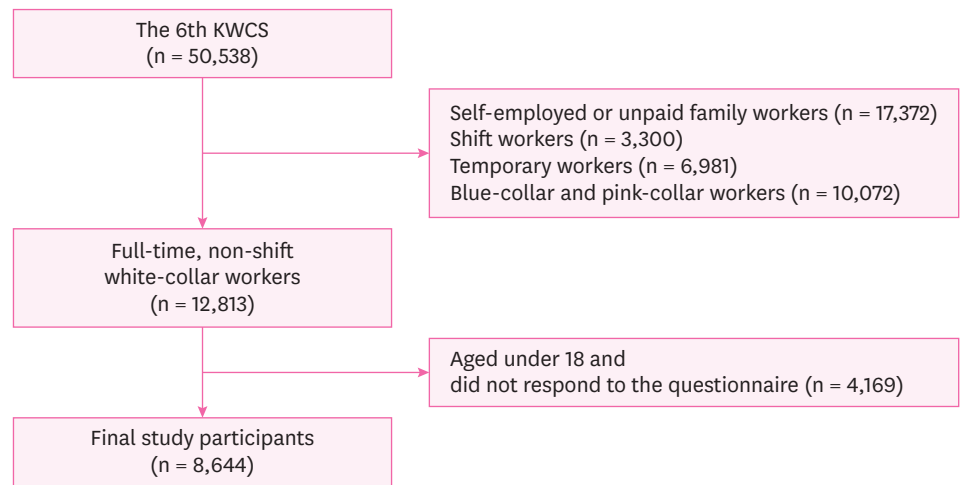 The 6th KWCS
(n = 50,538)
Self-employed or unpaid family workers (n = 17,372)
Shift workers (n = 3,300)
Temporary workers (n = 6,981)
Blue-collar and pink-collar workers (n = 10,072)
Full-time, non-shift
white-collar workers
(n = 12,813)
Aged under 18 and
did not respond to the questionnaire (n = 4,169)
Final study participants
(n = 8,644)